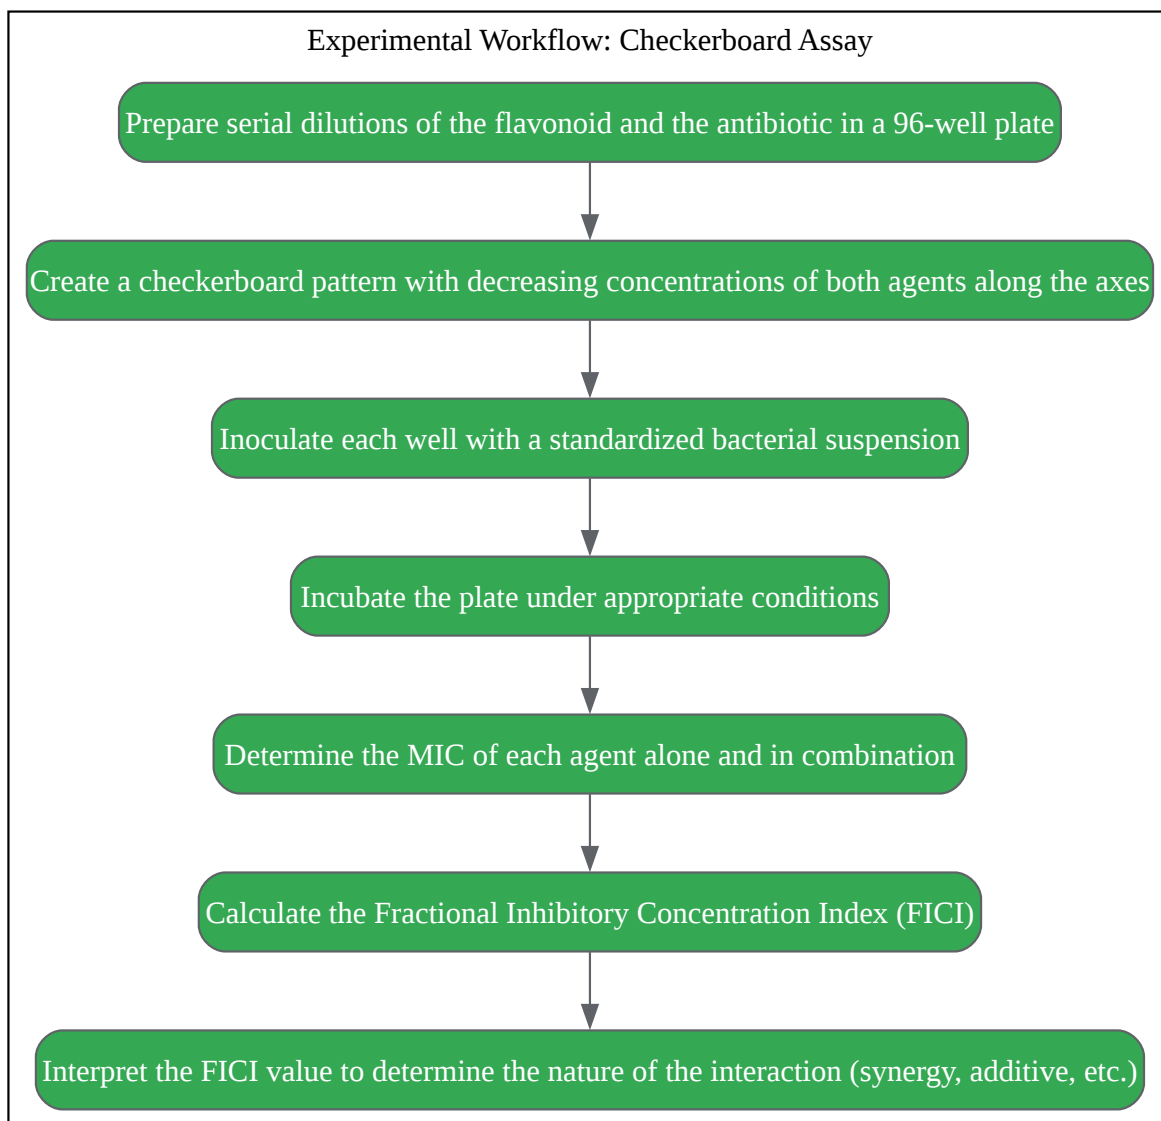 Experimental Workflow: Checkerboard Assay
Prepare serial dilutions of the flavonoid and the antibiotic in a 96-well plate
Create a checkerboard pattern with decreasing concentrations of both agents along the axes
Inoculate each well with a standardized bacterial suspension
Incubate the plate under appropriate conditions
Determine the MIC of each agent alone and in combination
Calculate the Fractional Inhibitory Concentration Index (FICI)
Interpret the FICI value to determine the nature of the interaction (synergy, additive, etc.)